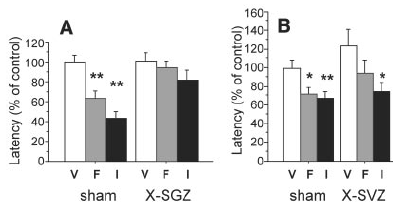 A
Latency (% of control)
120
100
80
60
40
20
0
**
**
V F I V F I
sham X-SGZ
B
Latency (% of control)
160
140
120
100
80
60
40
20
0
*
**
*
V F I V F I
sham X-SVZ